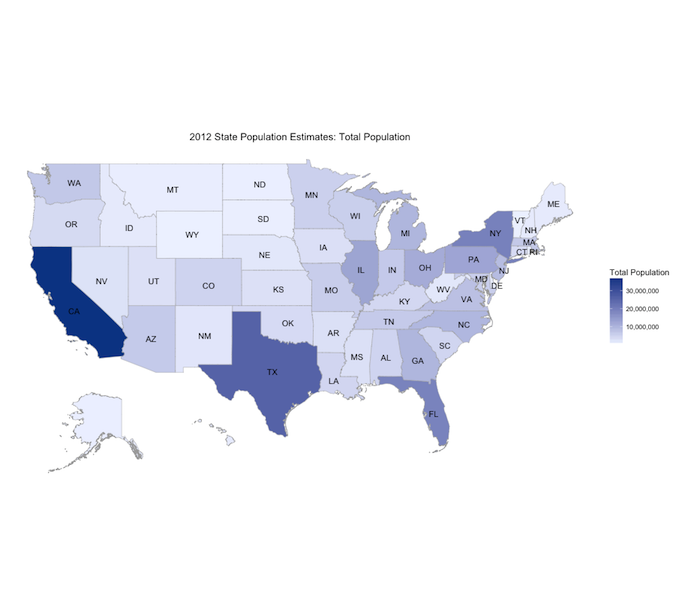 2012 State Population Estimates: Total Population
WA
MT
ND
MN
ME
OR
ID
SD
WI
VT
NH
WY
MI
NY
MA
IA
CT RI
NE
PA
NV
UT
CO
IL
IN
OH
NJ
MD
DE
KS
MO
WV
VA
KY
CA
AZ
NM
OK
AR
TN
NC
TX
LA
MS
AL
GA
SC
FL
Total Population
30,000,000
20,000,000
10,000,000